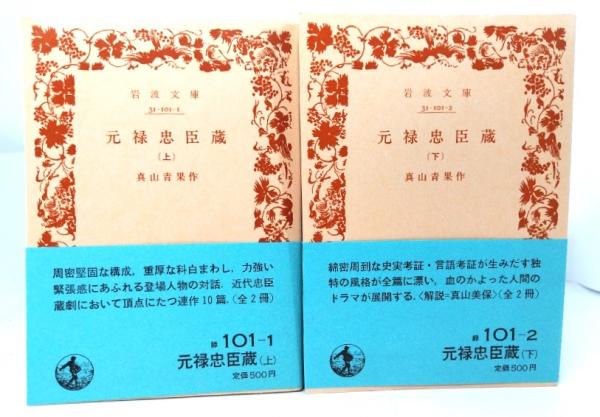 岩波文庫
31-101-1
元禄忠臣蔵
(上)
真山青果作
周密堅固な構成，重厚な科白まわし，力強い
緊張感にあふれる登場人物の対話．近代忠臣
蔵劇において頂点にたつ連作10篇．〈全2冊〉
101-1
元禄忠臣蔵(上)
定価500円
岩波文庫
31-101-2
元禄忠臣蔵
(下)
真山青果作
綿密周到な史実考証・言語考証が生みだす独
特の風格が全篇に漂い，血のかよった人間の
ドラマが展開する．〈解説＝真山美保〉〈全2冊〉
101-2
元禄忠臣蔵(下)
定価500円